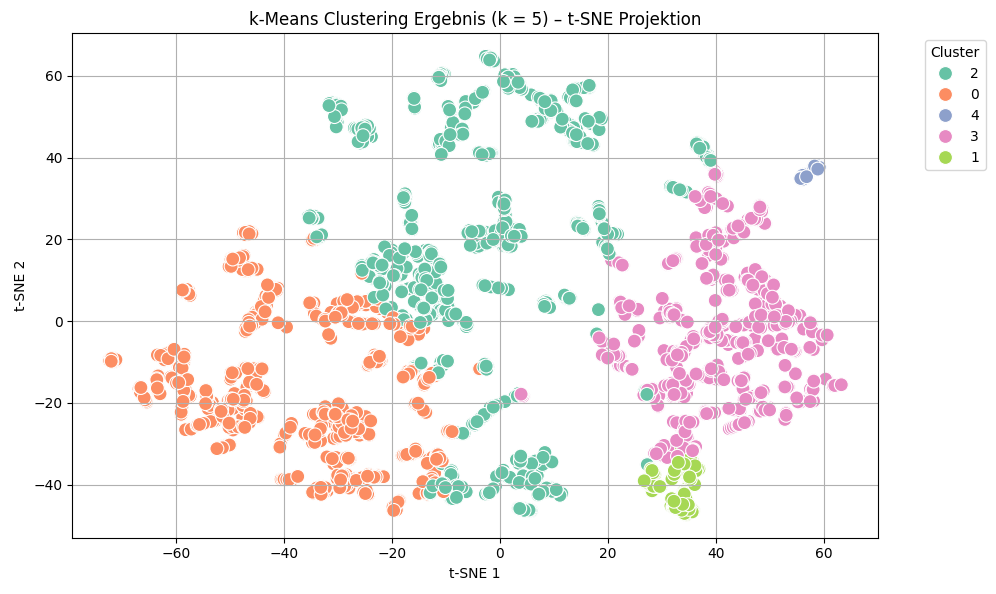 k-Means Clustering Ergebnis (k = 5) – t-SNE Projektion
Cluster
2
0
4
3
1
t-SNE 2
60
40
20
0
−20
−40
−60 −40 −20 0 20 40 60
t-SNE 1